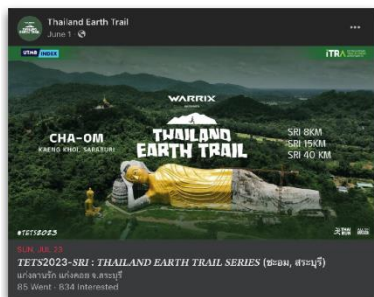 Thailand Earth Trail
June 1
UTMB INDEX
iTRA
WARRIX
THAILAND
EARTH TRAIL
CHA-OM
KAENG KHOI, SARABURI
SRI 8KM
SRI 15KM
SRI 40 KM
#TETS2023
SUN, JUL 23
TETS2023-SRI : THAILAND EARTH TRAIL SERIES (ชะอม, สระบุรี)
แก่งคอย จ.สระบุรี
85 Went · 834 Interested